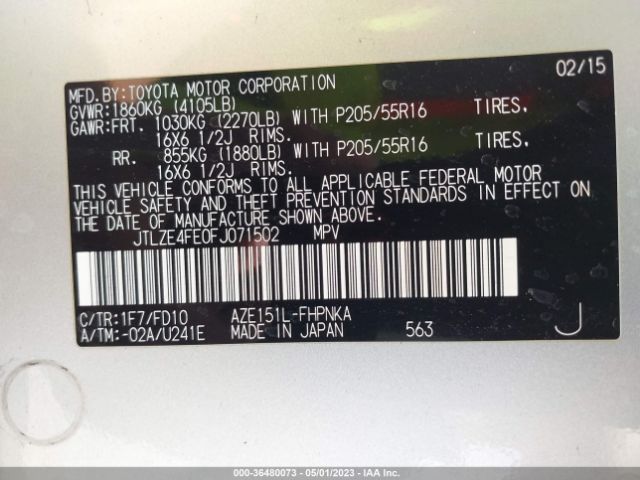 MFD.BY:TOYOTA MOTOR CORPORATION 02/15
GVWR:1860KG (4105LB)
GAWR:FRT. 1030KG (2270LB) WITH P205/55R16 TIRES,
16X6 1/2J RIMS.
RR. 855KG (1880LB) WITH P205/55R16 TIRES,
16X6 1/2J RIMS.
THIS VEHICLE CONFORMS TO ALL APPLICABLE FEDERAL MOTOR
VEHICLE SAFETY AND THEFT PREVENTION STANDARDS IN EFFECT ON
THE DATE OF MANUFACTURE SHOWN ABOVE.
JTLZE4FE0FJ071502 MPV
C/TR:1F7/FD10 AZE151L-FHPNKA
A/TM:-02A/U241E MADE IN JAPAN 563 J
000-36480073 - 05/01/2023 - IAAI.COM